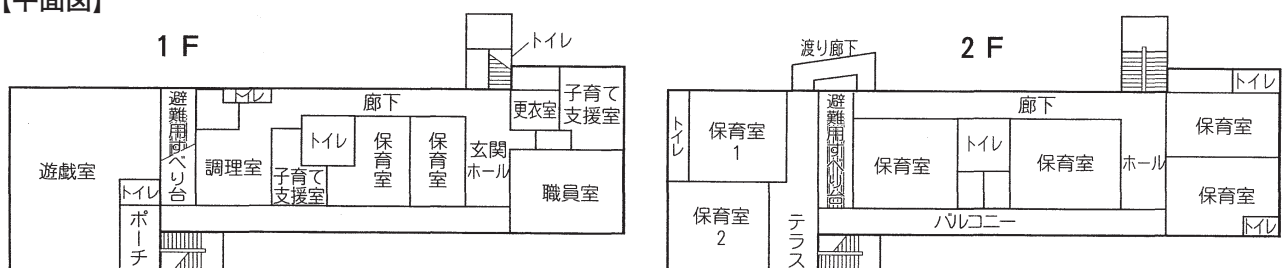 【平面図】
1 F
トイレ
避難用すべり台
トイレ
廊下
更衣室
子育て
支援室
遊戯室
調理室
トイレ
保育室
保育室
玄関
ホール
子育て
支援室
職員室
トイレ
ポーチ
渡り廊下
2 F
トイレ
廊下
避難用すべり台
トイレ
保育室
1
保育室
トイレ
保育室
ホール
保育室
保育室
保育室
2
テラス
バルコニー
トイレ